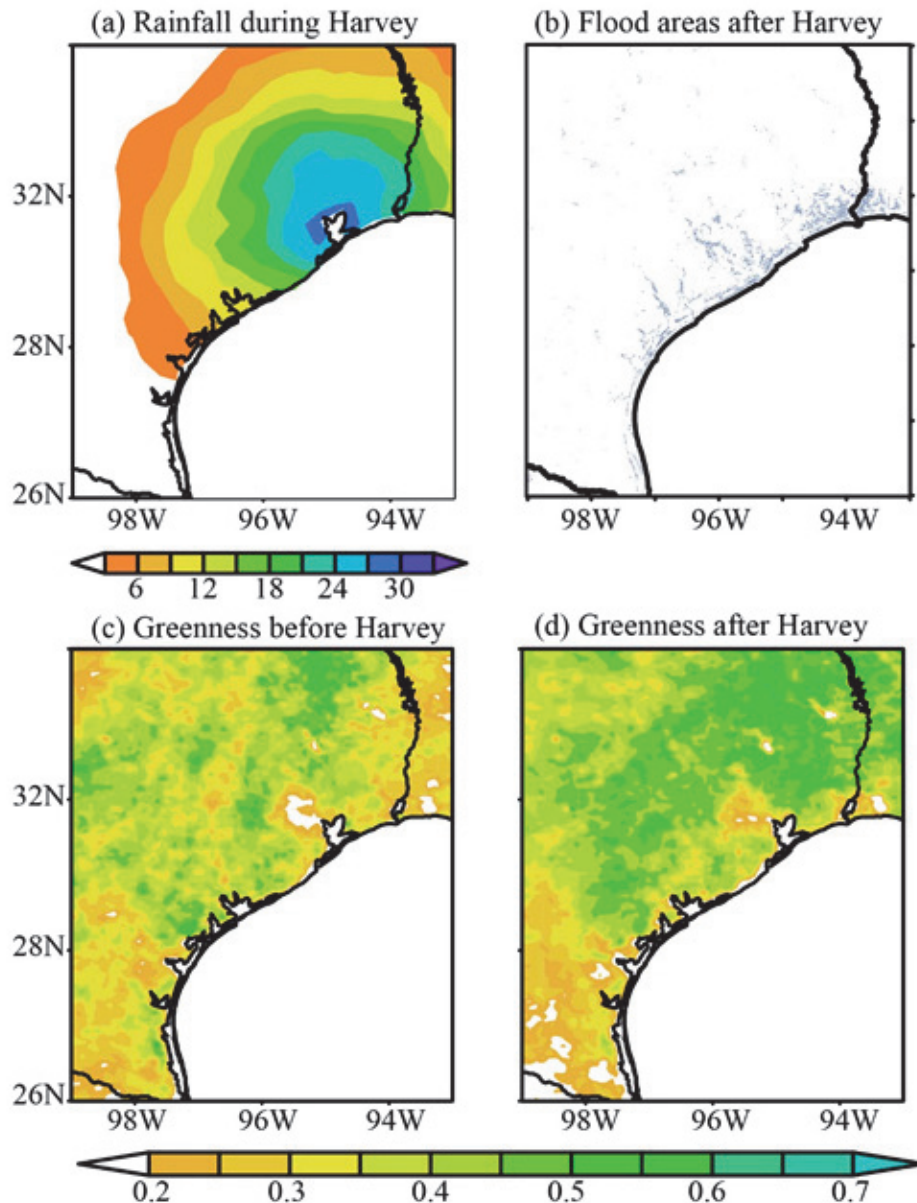 (a) Rainfall during Harvey
(b) Flood areas after Harvey
32N
28N
26N
98W 96W 94W
98W 96W 94W
6 12 18 24 30
(c) Greenness before Harvey
(d) Greenness after Harvey
32N
28N
26N
98W 96W 94W
98W 96W 94W
0.2 0.3 0.4 0.5 0.6 0.7